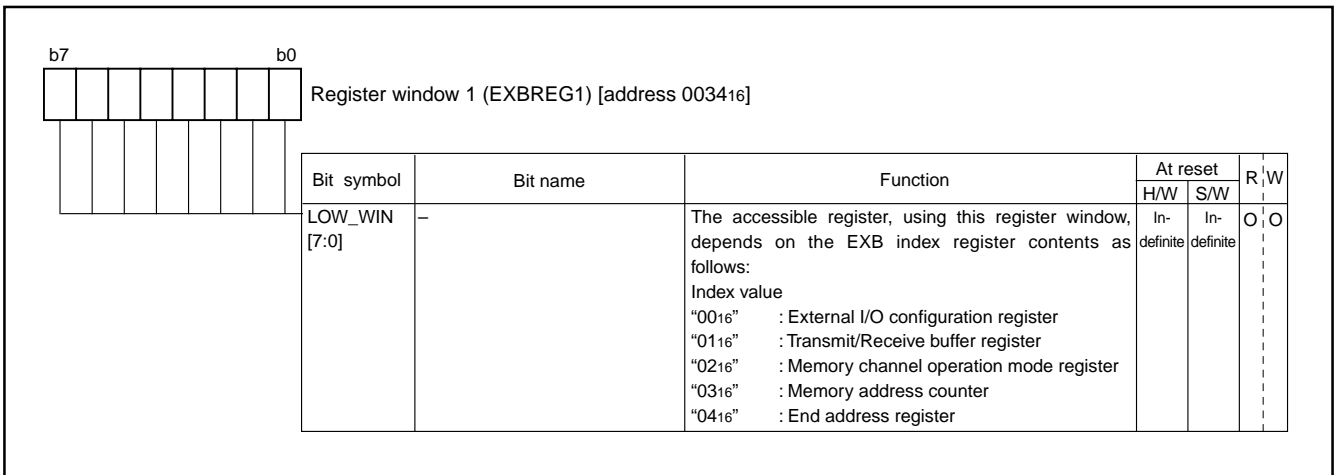 b7 b0
Register window 1 (EXBREG1) [address 003416]
Bit symbol Bit name Function At reset R W
H/W S/W
LOW_WIN – The accessible register, using this register window, In- In- O O
[7:0] depends on the EXB index register contents as definite definite
follows:
Index value
“0016” : External I/O configuration register
“0116” : Transmit/Receive buffer register
“0216” : Memory channel operation mode register
“0316” : Memory address counter
“0416” : End address register